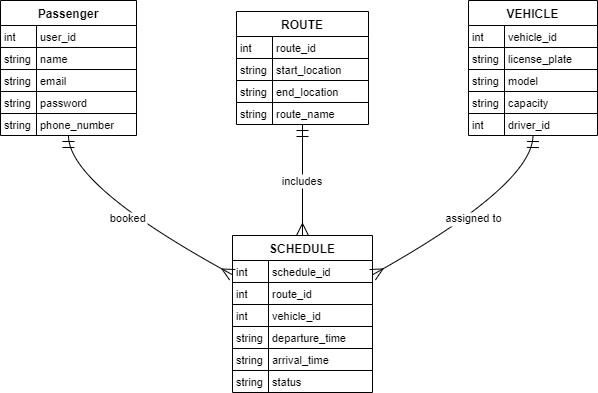 Passenger
int user_id
string name
string email
string password
string phone_number
ROUTE
int route_id
string start_location
string end_location
string route_name
VEHICLE
int vehicle_id
string license_plate
string model
string capacity
int driver_id
booked
includes
assigned to
SCHEDULE
int schedule_id
int route_id
int vehicle_id
string departure_time
string arrival_time
string status